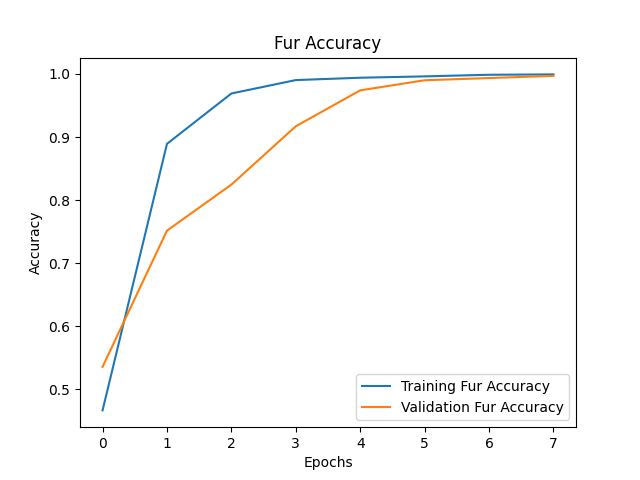 Fur Accuracy
1.0
0.9
0.8
0.7
0.6
0.5
Accuracy
Training Fur Accuracy
Validation Fur Accuracy
0 1 2 3 4 5 6 7
Epochs